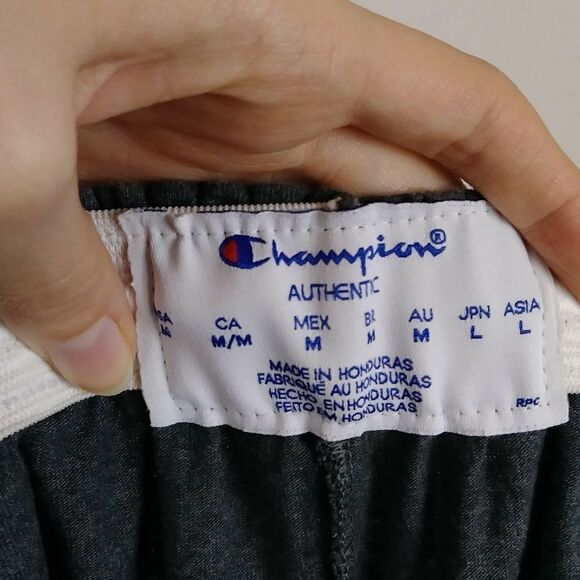 Champion®
AUTHENTIC
CA MEX BR AU JPN ASIA
M/M M M M L L
MADE IN HONDURAS
FABRIQUÉ AU HONDURAS
HECHO EN HONDURAS
FEITO EM HONDURAS
RPC